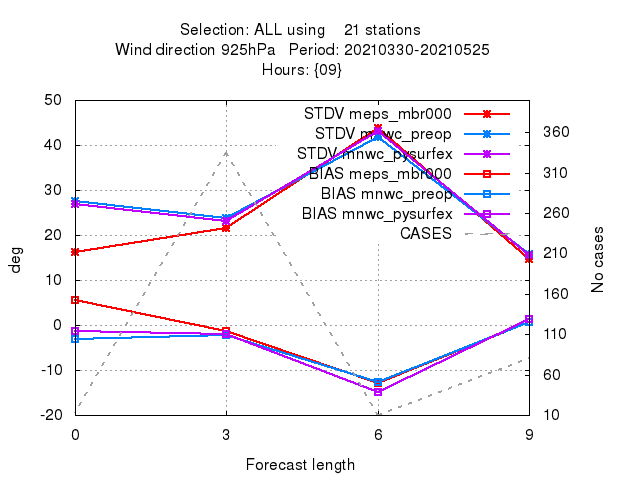 Selection: ALL using 21 stations
Wind direction 925hPa Period: 20210330-20210525
Hours: {09}
STDV meps_mbr000
STDV mnwc_preop
STDV mnwc_pysurfex
BIAS meps_mbr000
BIAS mnwc_preop
BIAS mnwc_pysurfex
CASES
deg
50
40
30
20
10
0
-10
-20
No cases
360
310
260
210
160
110
60
10
0 3 6 9
Forecast length